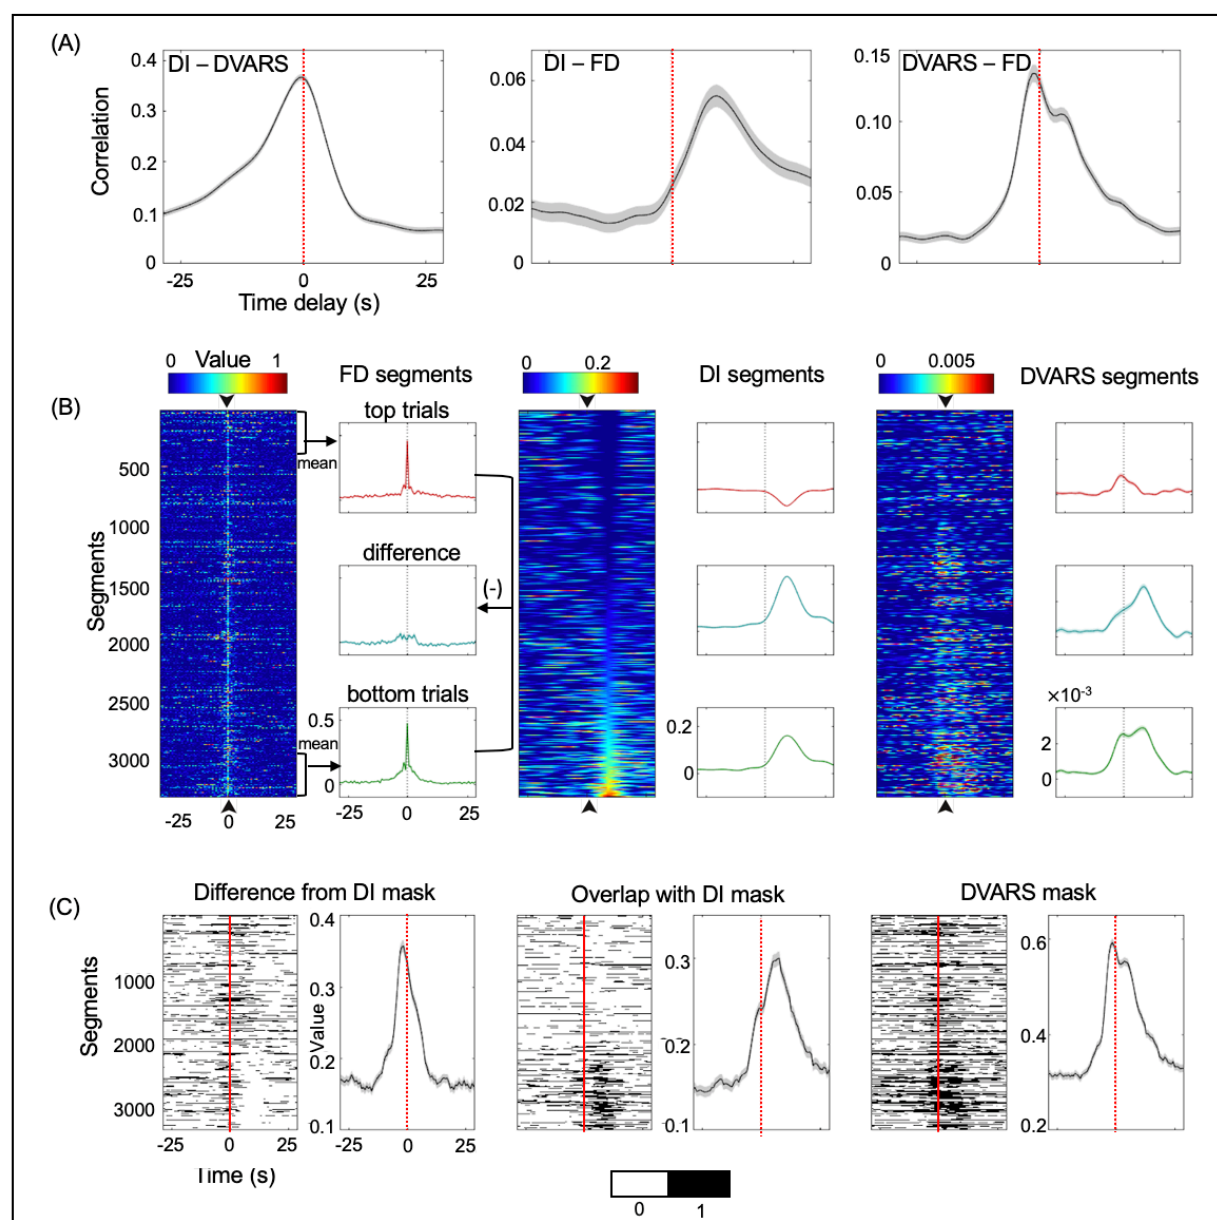 (A)
DI – DVARS
DI – FD
DVARS – FD
Correlation
0.4
0.3
0.2
0.1
0
0.06
0.04
0.02
0
0.15
0.10
0.05
0
-25 0 25
Time delay (s)
0 Value 1
0 0.2
0 0.005
FD segments
DI segments
DVARS segments
(B)
top trials
mean
difference
(-)
bottom trials
mean
Segments
500
1000
1500
2000
2500
3000
0.5
0
0.2
0
×10⁻³
2
0
-25 0 25
-25 0 25
(C)
Difference from DI mask
Overlap with DI mask
DVARS mask
Segments
1000
2000
3000
Value
0.4
0.3
0.2
0.1
0.3
0.2
0.1
0.6
0.4
0.2
-25 0 25
-25 0 25
Time (s)
0 1